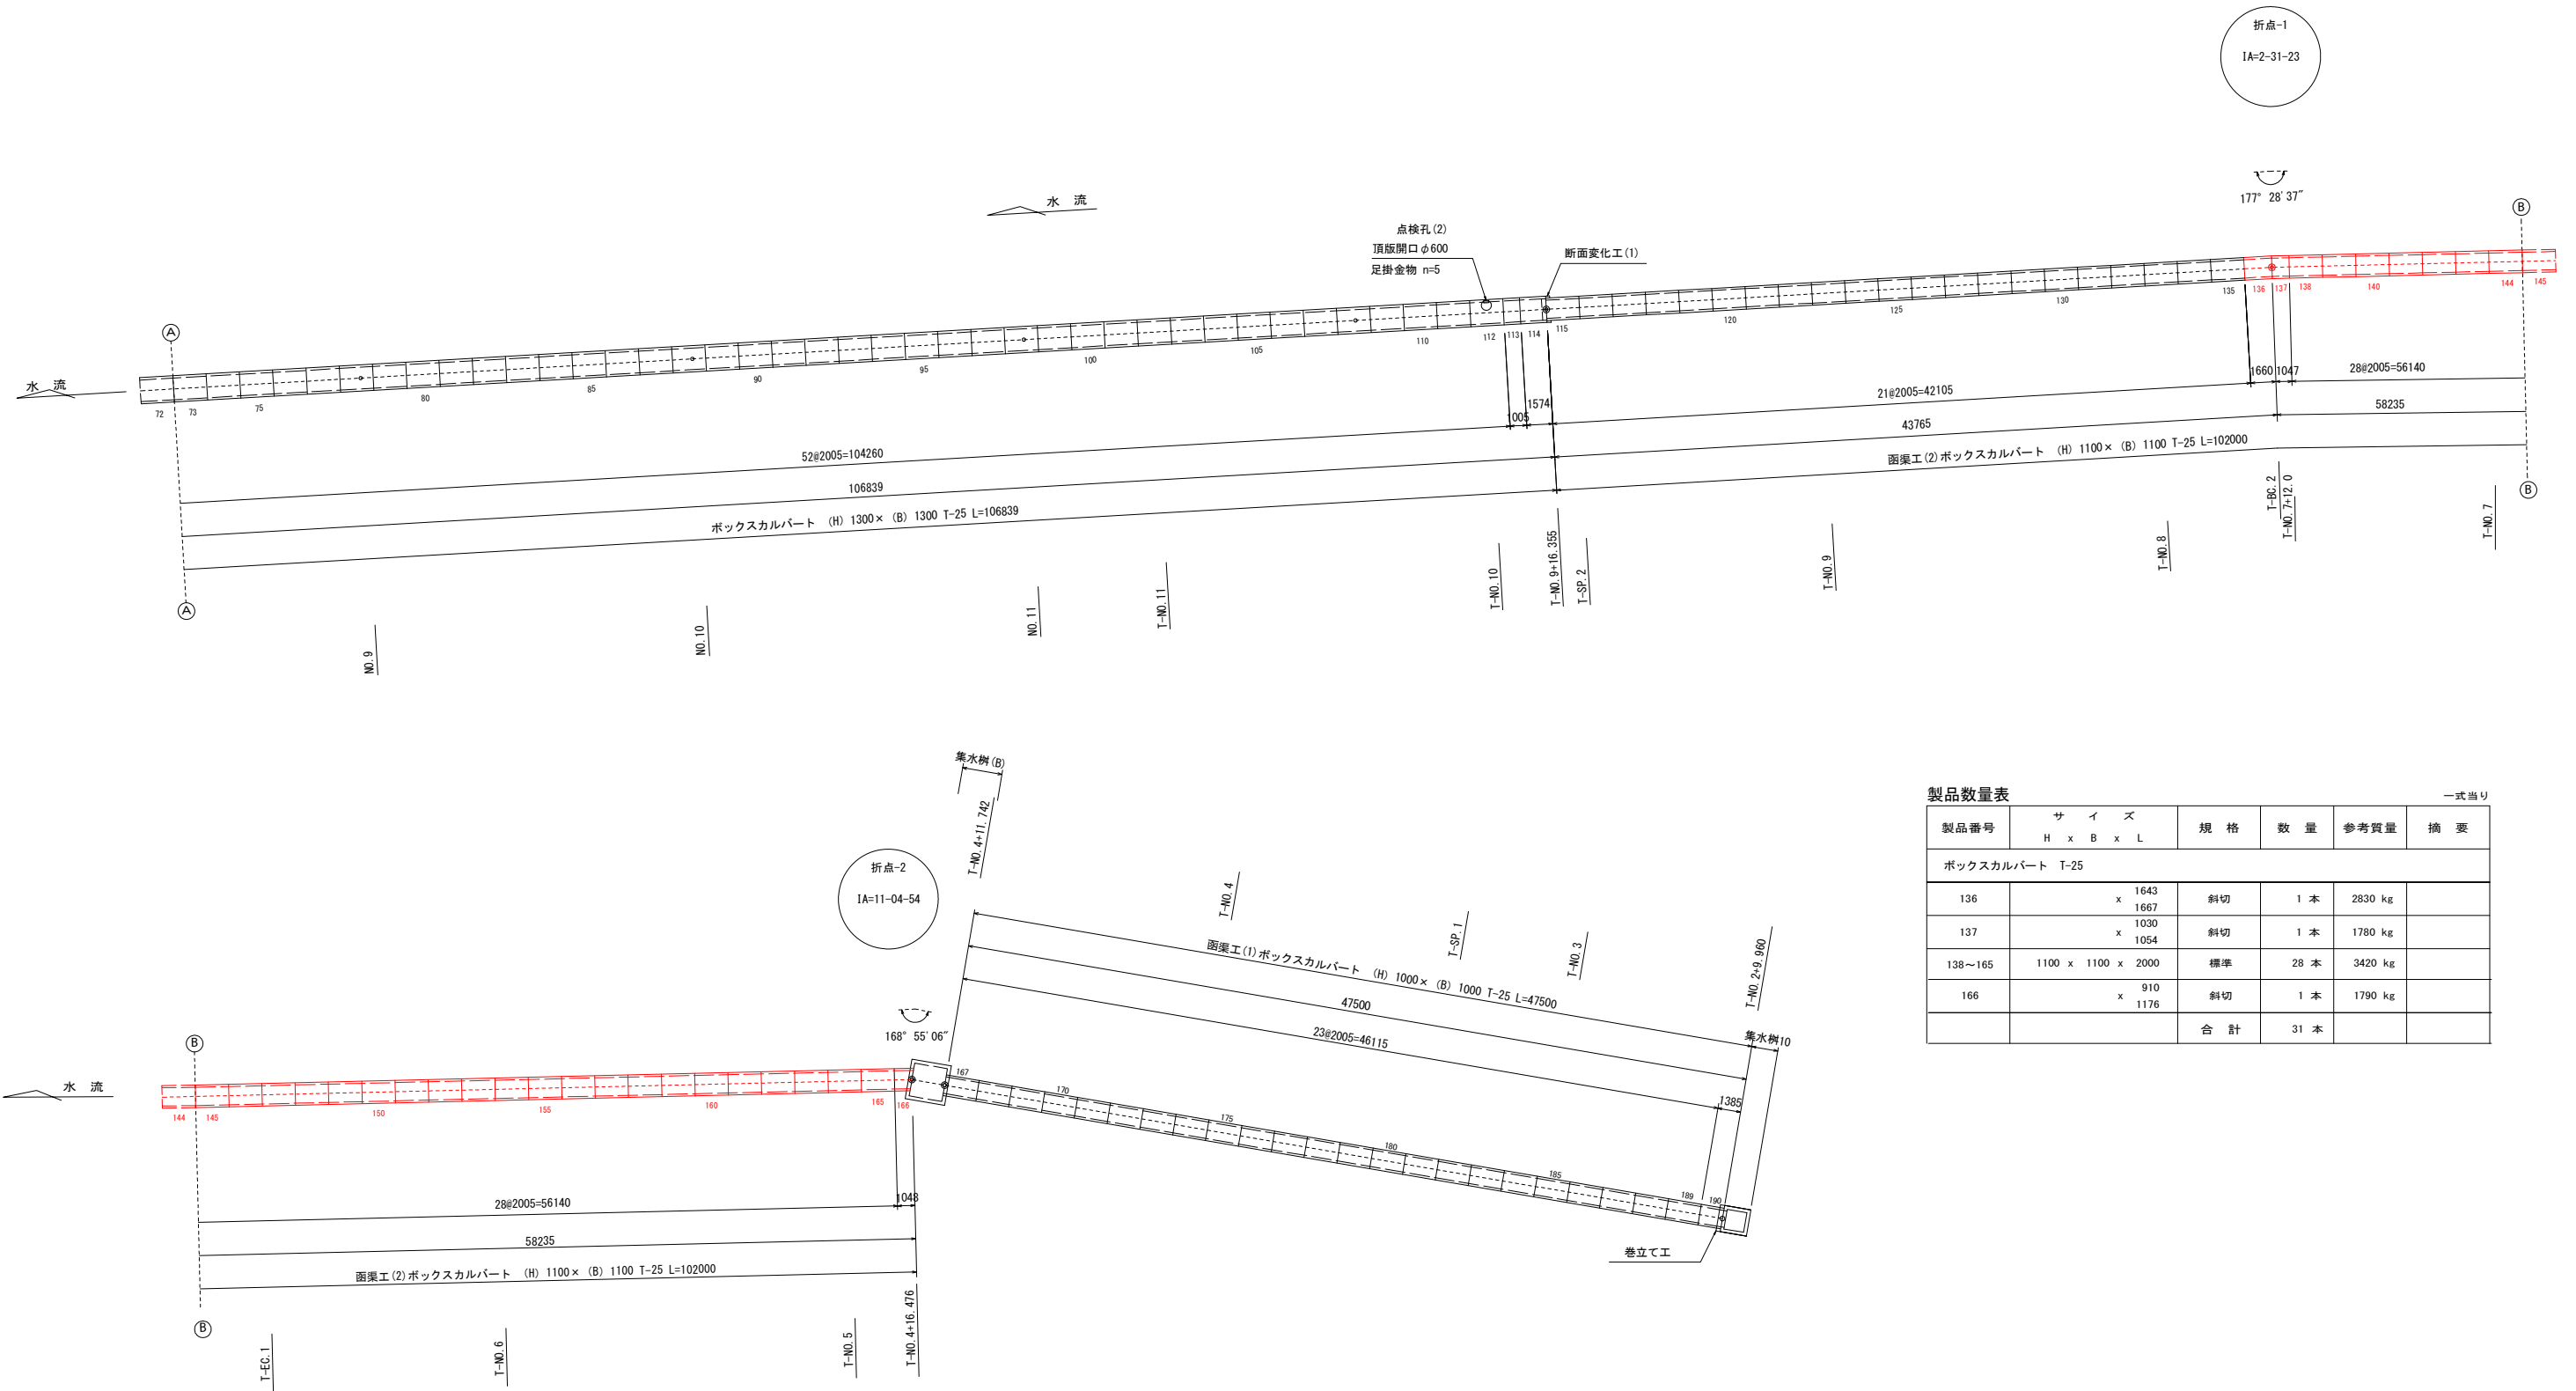 折点-1
IA=2-31-23
177° 28' 37"
水 流
点検孔(2)
頂版開口φ600
足掛金物 n=5
断面変化工(1)
Ⓐ
Ⓑ
水 流
72
73
75
80
85
90
95
100
105
110
112
113
114
115
120
125
130
135
136
137
138
140
144
145
1660
1047
28@2005=56140
21@2005=42105
1574
1005
58235
43765
52@2005=104260
函渠工(2)ボックスカルバート (H) 1100× (B) 1100 T-25 L=102000
106839
ボックスカルバート (H) 1300× (B) 1300 T-25 L=106839
Ⓐ
Ⓑ
NO.9
NO.10
NO.11
T-NO.11
T-NO.10
T-NO.9+16.355
T-SP.2
T-NO.9
T-NO.8
T-BC.2
T-NO.7+12.0
T-NO.7
集水桝(B)
T-NO.4+11.742
折点-2
IA=11-04-54
168° 55' 06"
T-NO.4
T-SP.1
T-NO.3
T-NO.2+9.960
函渠工(1)ボックスカルバート (H) 1000× (B) 1000 T-25 L=47500
47500
23@2005=46115
1385
集水桝10
Ⓑ
水 流
144
145
150
155
160
165
166
167
170
175
180
185
189
190
巻立て工
28@2005=56140
1048
58235
函渠工(2)ボックスカルバート (H) 1100× (B) 1100 T-25 L=102000
Ⓑ
T-EC.1
T-NO.6
T-NO.5
T-NO.4+16.476
製品数量表 一式当り
製品番号 サ イ ズ H x B x L 規 格 数 量 参考質量 摘 要
ボックスカルバート T-25
136 x 1643 1667 斜切 1 本 2830 kg
137 x 1030 1054 斜切 1 本 1780 kg
138～165 1100 x 1100 x 2000 標準 28 本 3420 kg
166 x 910 1176 斜切 1 本 1790 kg
合 計 31 本